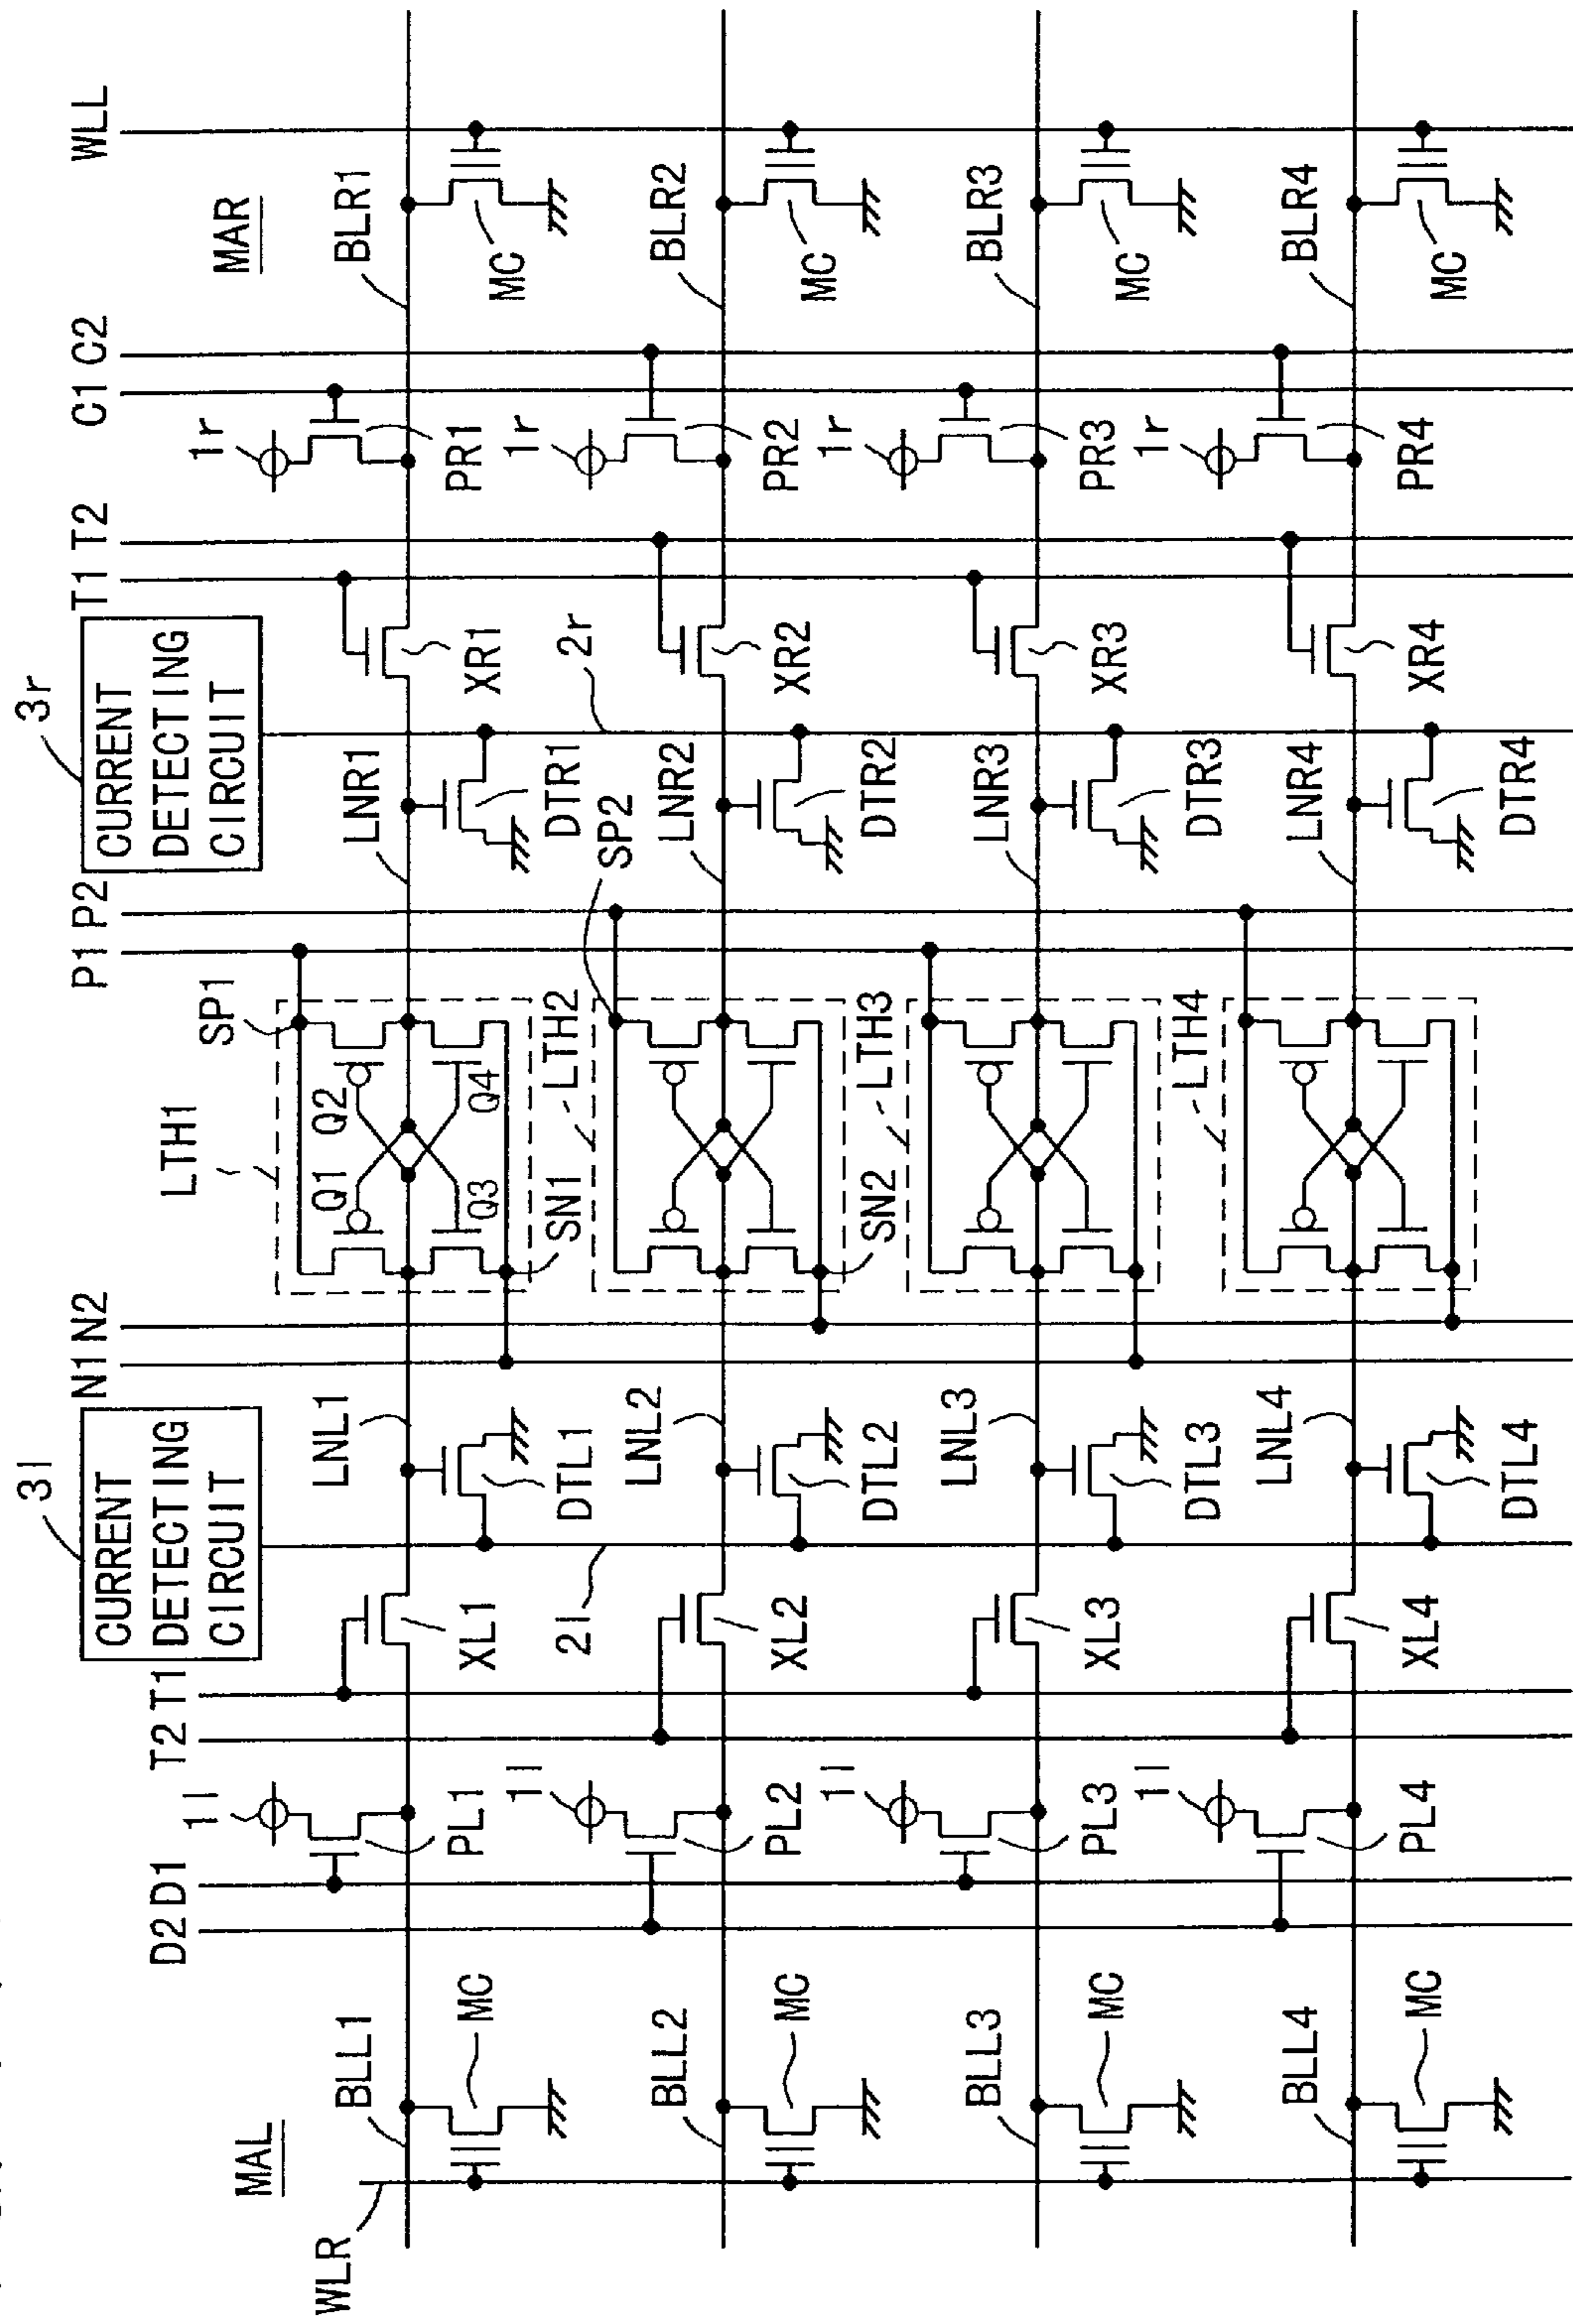 3l
3r
CURRENT
DETECTING
CIRCUIT
N1 N2
P1 P2
CURRENT
DETECTING
CIRCUIT
T1 T2
C1 C2
WLL
D2 D1
T2 T1
MAL
1l
LTH1
SP1
1r
MAR
WLR
BLL1
LNL1
Q1
Q2
LNR1
BLR1
MC
PL1
XL1
Q3
Q4
XR1
PR1
MC
1l
2l
DTL1
SN1
LTH2
DTR1
2r
1r
SP2
BLL2
LNL2
LNR2
BLR2
MC
PL2
XL2
DTL2
SN2
LTH3
DTR2
XR2
PR2
MC
1l
1r
BLL3
LNL3
LNR3
BLR3
MC
PL3
XL3
DTL3
LTH4
DTR3
XR3
PR3
MC
1l
1r
BLL4
LNL4
LNR4
BLR4
MC
PL4
XL4
DTL4
DTR4
XR4
PR4
MC